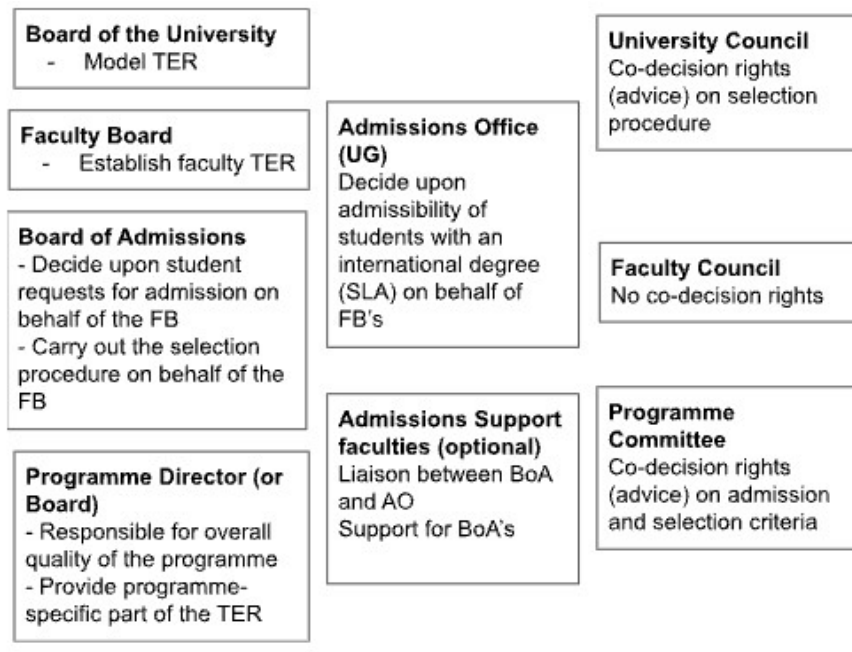 Board of the University
- Model TER
Faculty Board
- Establish faculty TER
Board of Admissions
- Decide upon student
requests for admission on
behalf of the FB
- Carry out the selection
procedure on behalf of the
FB
Programme Director (or
Board)
- Responsible for overall
quality of the programme
- Provide programme-
specific part of the TER
Admissions Office
(UG)
Decide upon
admissibility of
students with an
international degree
(SLA) on behalf of
FB's
Admissions Support
faculties (optional)
Liaison between BoA
and AO
Support for BoA's
University Council
Co-decision rights
(advice) on selection
procedure
Faculty Council
No co-decision rights
Programme
Committee
Co-decision rights
(advice) on admission
and selection criteria